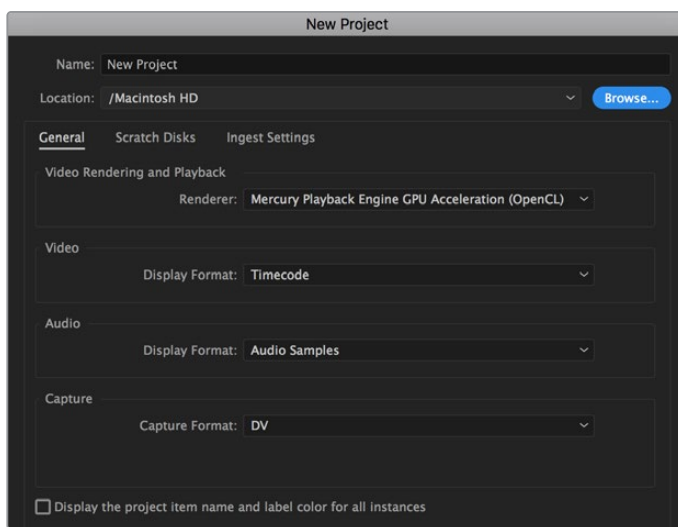 New Project
Name: New Project
Location: /Macintosh HD Browse...
General Scratch Disks Ingest Settings
Video Rendering and Playback
Renderer: Mercury Playback Engine GPU Acceleration (OpenCL)
Video
Display Format: Timecode
Audio
Display Format: Audio Samples
Capture
Capture Format: DV
Display the project item name and label color for all instances